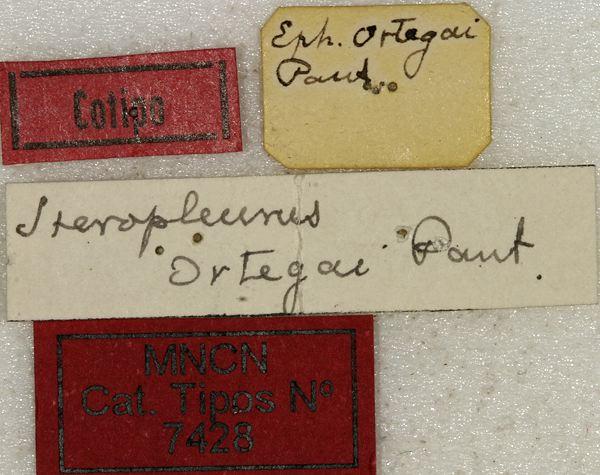 Cotipo
Eph. Ortegai
Pant.
Steropleurus
Ortegai Pant.
MNCN
Cat. Tipos Nº
7428